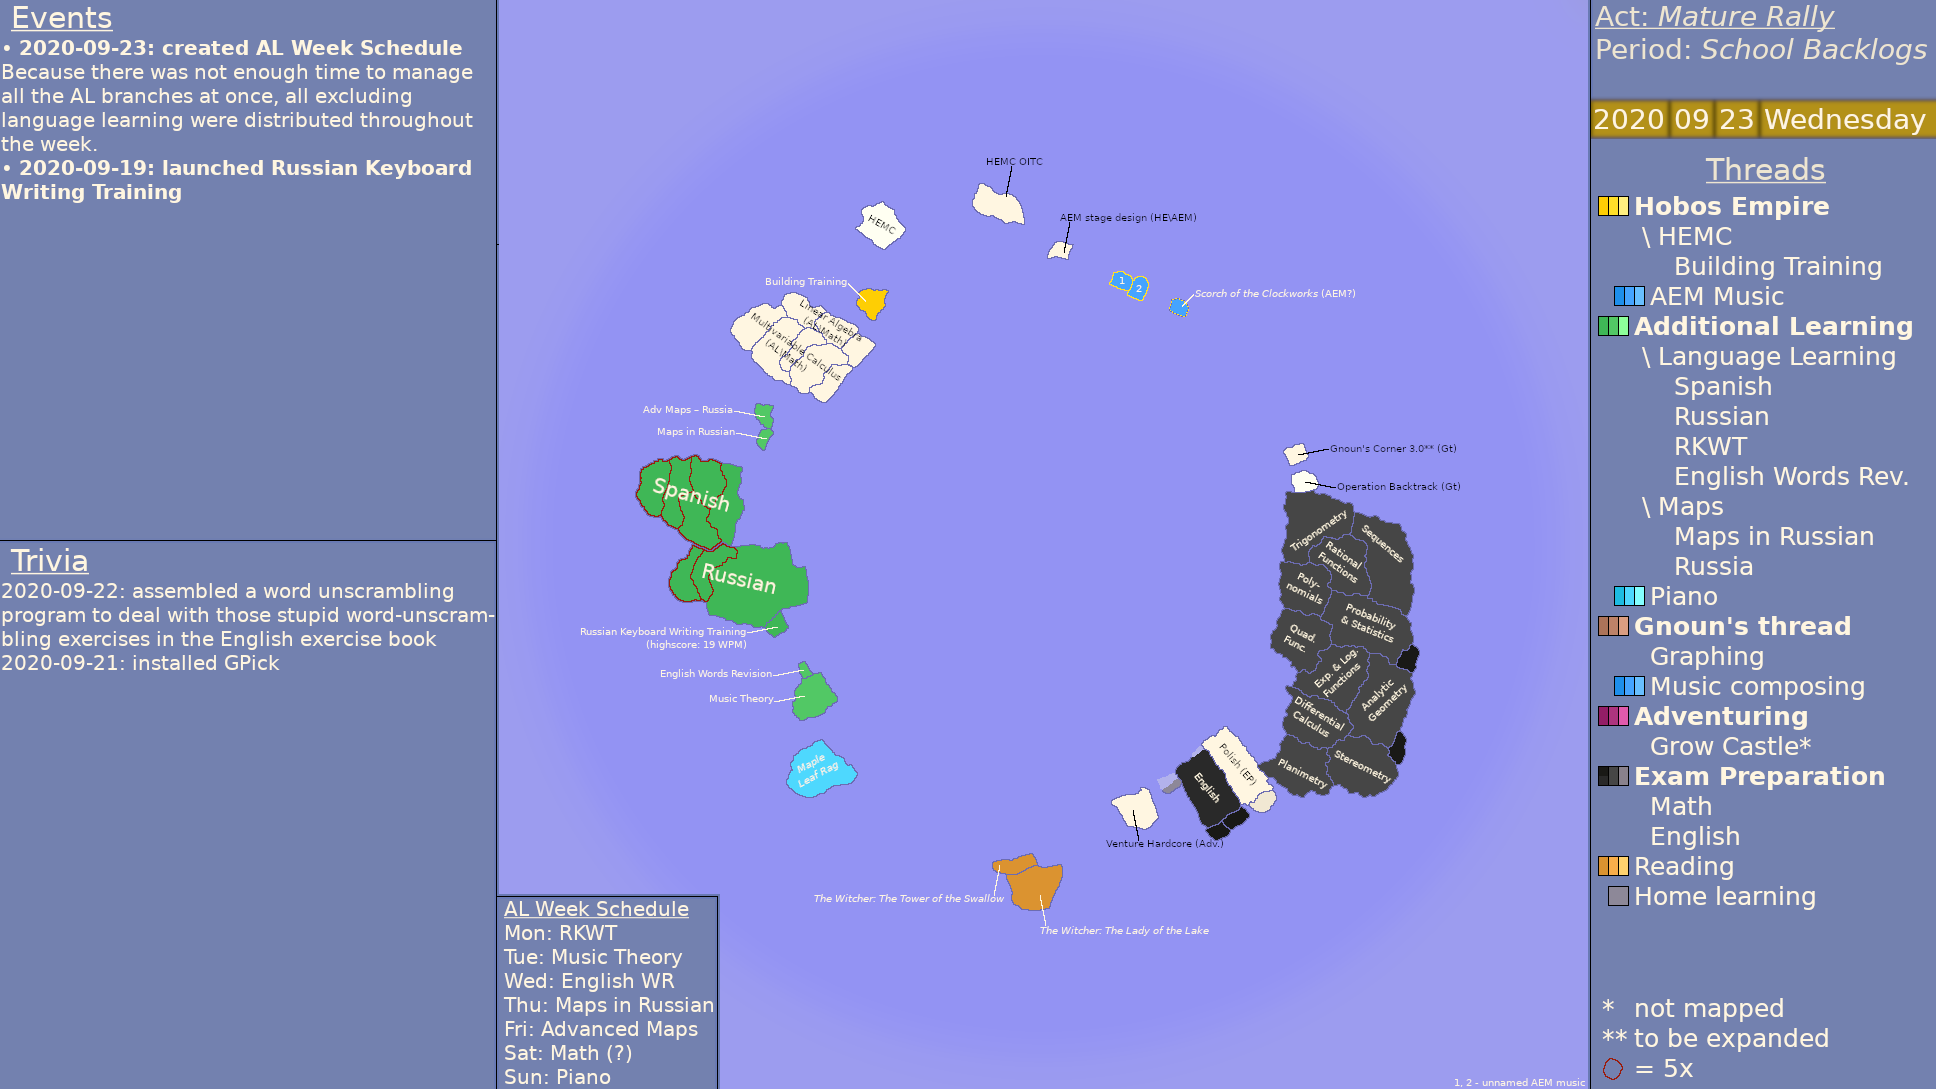 Events
• 2020-09-23: created AL Week Schedule
Because there was not enough time to manage
all the AL branches at once, all excluding
language learning were distributed throughout
the week.
• 2020-09-19: launched Russian Keyboard
Writing Training
Trivia
2020-09-22: assembled a word unscrambling
program to deal with those stupid word-unscram-
bling exercises in the English exercise book
2020-09-21: installed GPick
HEMC OITC
HEMC
AEM stage design (HE\AEM)
Building Training
1
2
Scorch of the Clockworks (AEM?)
Linear Algebra
(AL\Math)
Multivariable Calculus
(AL\Math)
Adv Maps – Russia
Maps in Russian
Spanish
Russian
Russian Keyboard Writing Training
(highscore: 19 WPM)
English Words Revision
Music Theory
Maple
Leaf Rag
Gnoun's Corner 3.0** (Gt)
Operation Backtrack (Gt)
Trigonometry
Sequences
Rational
Functions
Poly-
nomials
Probability
& Statistics
Quad.
Func.
Exp. & Log.
Functions
Analytic
Geometry
Differential
Calculus
Planimetry
Stereometry
Polish (EP)
English
Venture Hardcore (Adv.)
The Witcher: The Tower of the Swallow
The Witcher: The Lady of the Lake
AL Week Schedule
Mon: RKWT
Tue: Music Theory
Wed: English WR
Thu: Maps in Russian
Fri: Advanced Maps
Sat: Math (?)
Sun: Piano
1, 2 - unnamed AEM music
Act: Mature Rally
Period: School Backlogs
2020 09 23 Wednesday
Threads
Hobos Empire
\ HEMC
Building Training
AEM Music
Additional Learning
\ Language Learning
Spanish
Russian
RKWT
English Words Rev.
\ Maps
Maps in Russian
Russia
Piano
Gnoun's thread
Graphing
Music composing
Adventuring
Grow Castle*
Exam Preparation
Math
English
Reading
Home learning
* not mapped
** to be expanded
= 5x